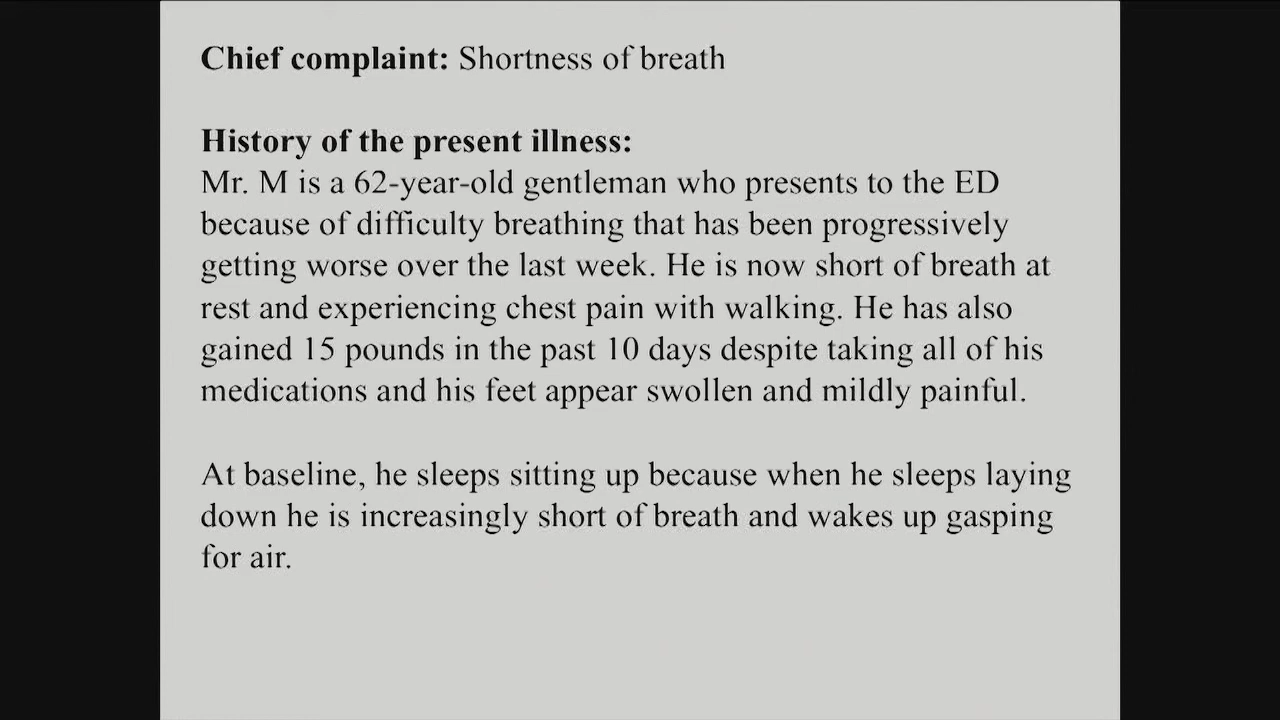 Chief complaint: Shortness of breath
History of the present illness:
Mr. M is a 62-year-old gentleman who presents to the ED
because of difficulty breathing that has been progressively
getting worse over the last week. He is now short of breath at
rest and experiencing chest pain with walking. He has also
gained 15 pounds in the past 10 days despite taking all of his
medications and his feet appear swollen and mildly painful.
At baseline, he sleeps sitting up because when he sleeps laying
down he is increasingly short of breath and wakes up gasping
for air.